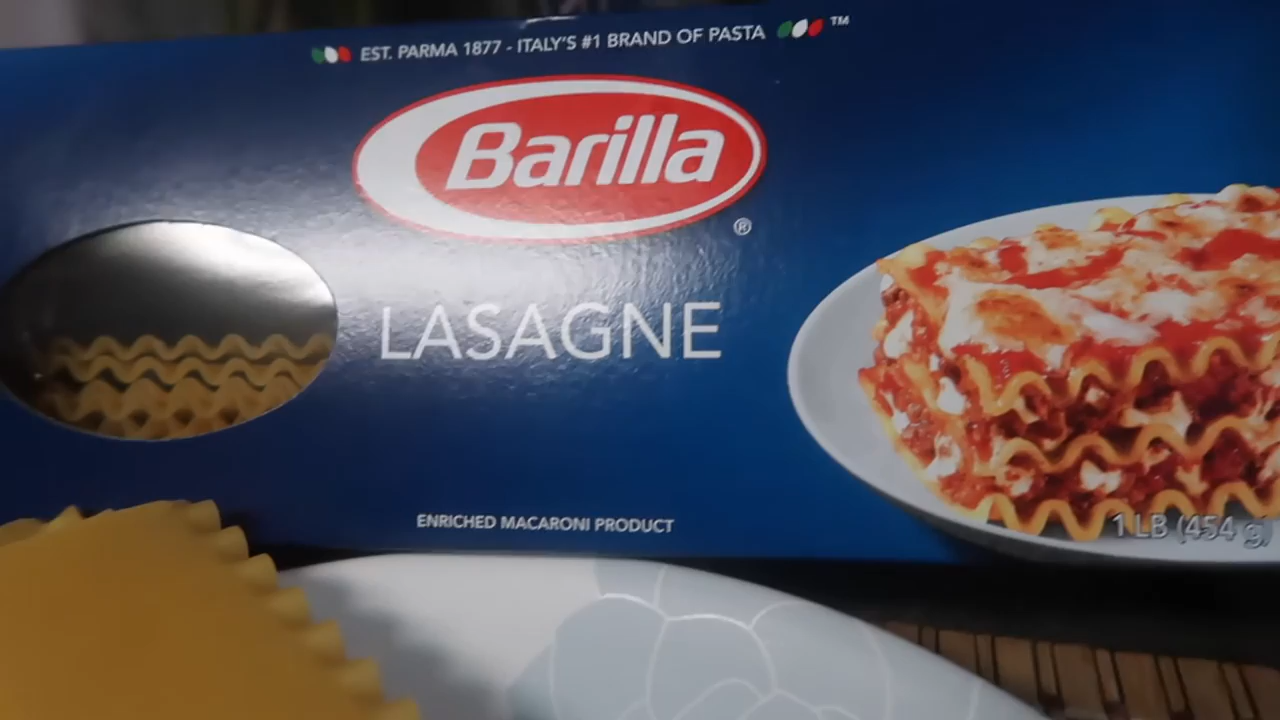 EST. PARMA 1877 - ITALY'S #1 BRAND OF PASTA ™
Barilla
®
LASAGNE
ENRICHED MACARONI PRODUCT
1 LB (454 g)